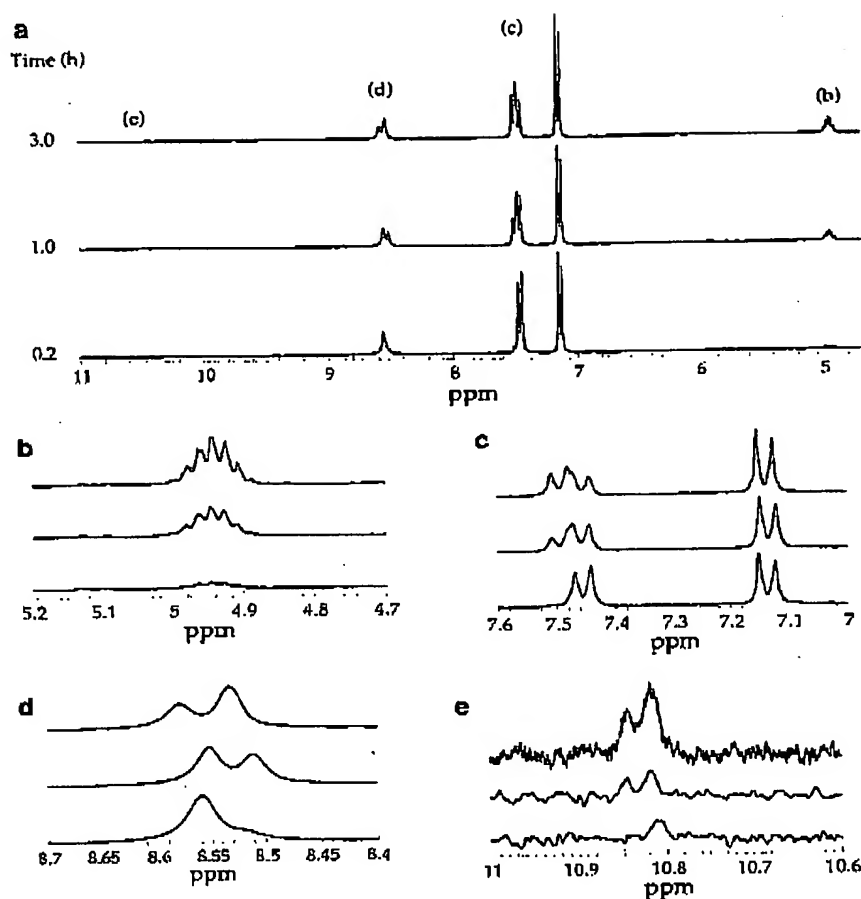 a
Time (h)
(c)
(d)
(b)
(e)
3.0
1.0
0.2
11 10 9 8 7 6 5
ppm
b
5.2 5.1 5 4.9 4.8 4.7
ppm
c
7.6 7.5 7.4 7.3 7.2 7.1 7
ppm
d
8.7 8.65 8.6 8.55 8.5 8.45 8.4
ppm
e
11 10.9 10.8 10.7 10.6
ppm